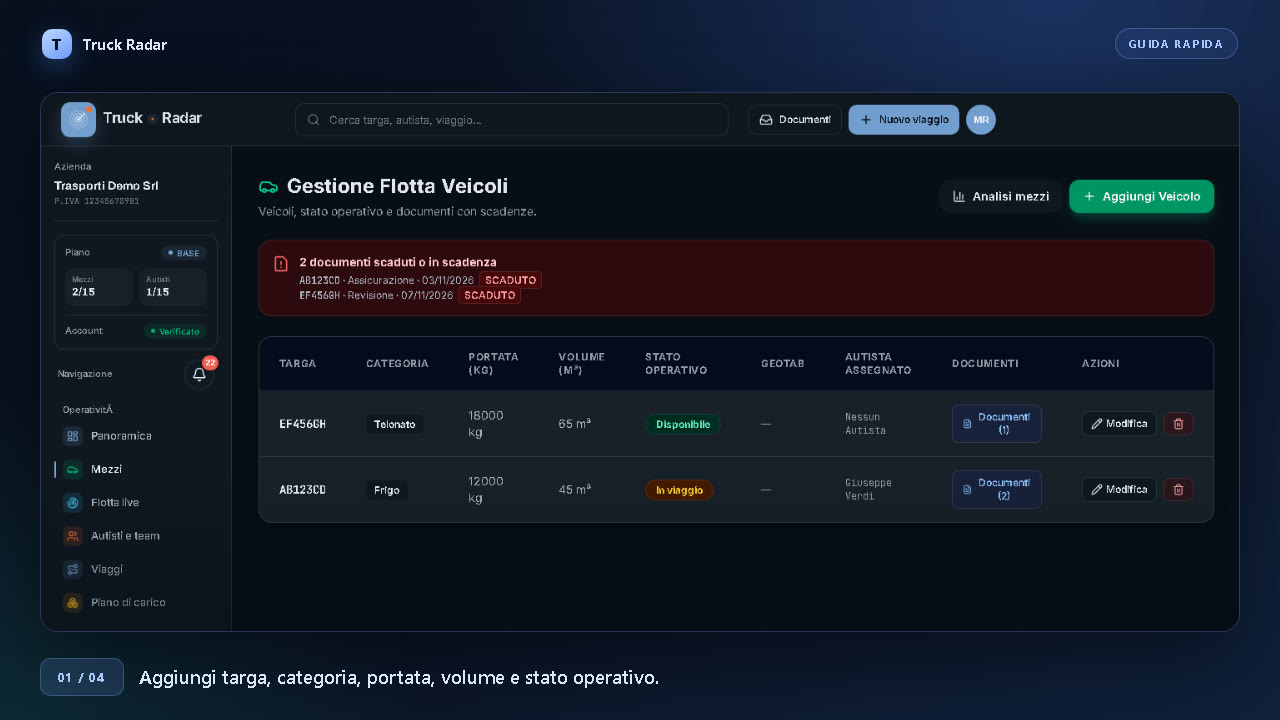 T Truck Radar
GUIDA RAPIDA
Truck Radar
Cerca targa, autista, viaggio...
Documenti
+ Nuovo viaggio
MR
Azienda
Trasporti Demo Srl
P.IVA 12345678901
Piano
BASE
Mezzi
2/15
Autisti
1/15
Account
Verificato
Navigazione
22
OperativitÃ
Panoramica
Mezzi
Flotta live
Autisti e team
Viaggi
Piano di carico
Gestione Flotta Veicoli
Veicoli, stato operativo e documenti con scadenze.
Analisi mezzi
+ Aggiungi Veicolo
2 documenti scaduti o in scadenza
AB123CD · Assicurazione · 03/11/2026 SCADUTO
EF456GH · Revisione · 07/11/2026 SCADUTO
TARGA
CATEGORIA
PORTATA
(KG)
VOLUME
(M³)
STATO
OPERATIVO
GEOTAB
AUTISTA
ASSEGNATO
DOCUMENTI
AZIONI
EF456GH
Telonato
18000
kg
65 m³
Disponibile
—
Nessun
Autista
Documenti
(1)
Modifica
AB123CD
Frigo
12000
kg
45 m³
In viaggio
—
Giuseppe
Verdi
Documenti
(2)
Modifica
01 / 04
Aggiungi targa, categoria, portata, volume e stato operativo.